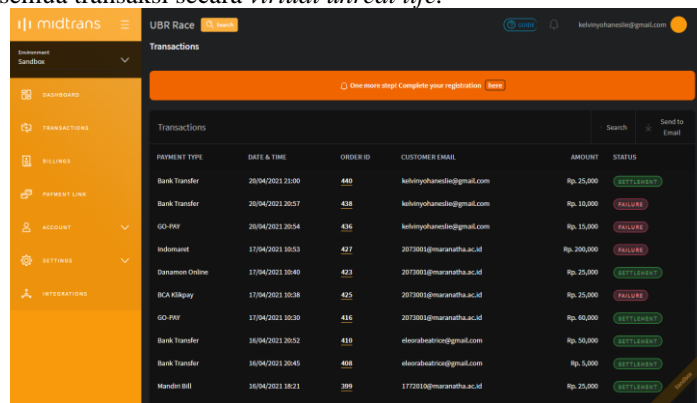 semua transaksi secara virtual unreal life.
midtrans
UBR Race Search GUIDE kelvinyohaneslie@gmail.com
Environment
Sandbox
Transactions
One more step! Complete your registration here
DASHBOARD
TRANSACTIONS
BILLINGS
PAYMENT LINK
ACCOUNT
SETTINGS
INTEGRATIONS
Transactions Search Send to Email
PAYMENT TYPE DATE & TIME ORDER ID CUSTOMER EMAIL AMOUNT STATUS
Bank Transfer 20/04/2021 21:00 440 kelvinyohaneslie@gmail.com Rp. 25,000 SETTLEMENT
Bank Transfer 20/04/2021 20:57 438 kelvinyohaneslie@gmail.com Rp. 10,000 FAILURE
GO-PAY 20/04/2021 20:54 436 kelvinyohaneslie@gmail.com Rp. 15,000 FAILURE
Indomaret 17/04/2021 10:53 427 2073001@maranatha.ac.id Rp. 200,000 FAILURE
Danamon Online 17/04/2021 10:40 423 2073001@maranatha.ac.id Rp. 25,000 SETTLEMENT
BCA Klikpay 17/04/2021 10:38 425 2073001@maranatha.ac.id Rp. 25,000 FAILURE
GO-PAY 17/04/2021 10:30 416 2073001@maranatha.ac.id Rp. 60,000 SETTLEMENT
Bank Transfer 16/04/2021 20:52 410 eleorabeatrice@gmail.com Rp. 50,000 SETTLEMENT
Bank Transfer 16/04/2021 20:45 408 eleorabeatrice@gmail.com Rp. 5,000 SETTLEMENT
Mandiri Bill 16/04/2021 18:21 399 1772010@maranatha.ac.id Rp. 25,000 SETTLEMENT
Sandbox